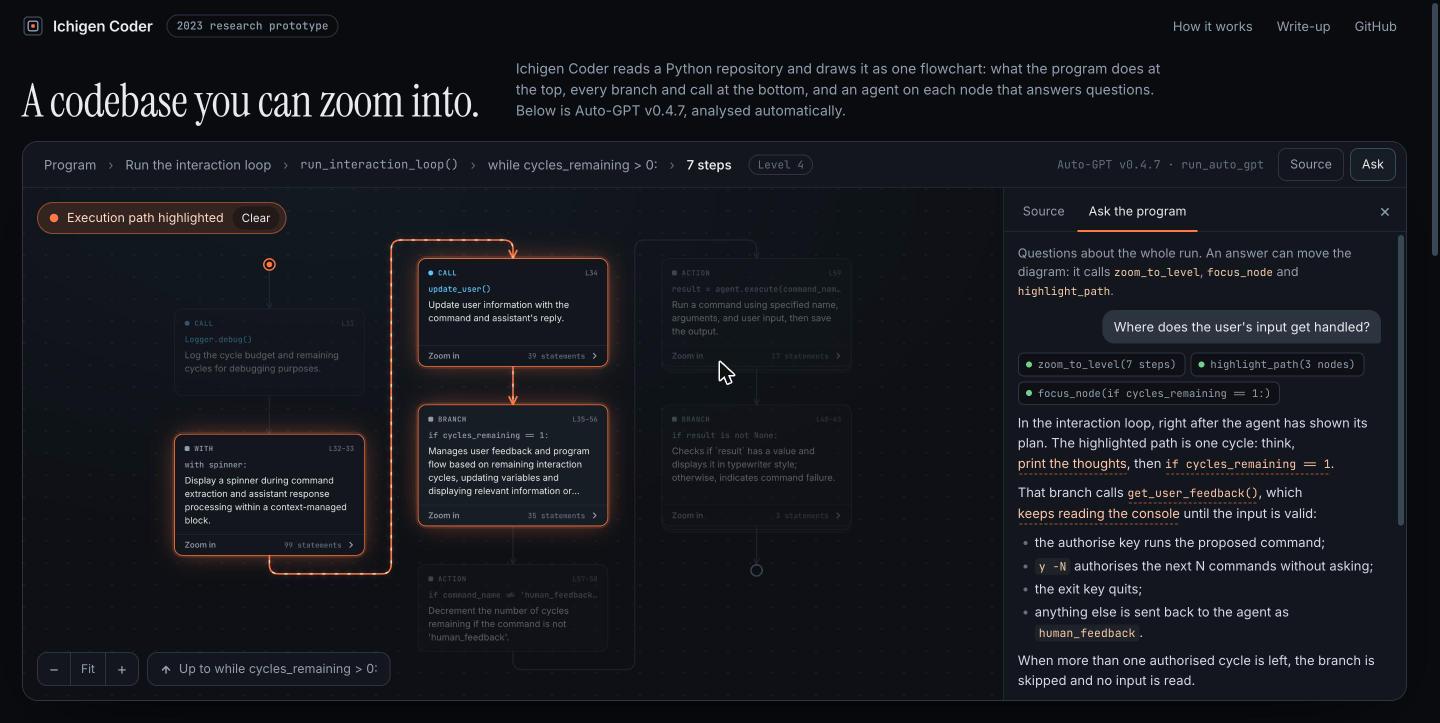 Ichigen Coder
2023 research prototype
How it works
Write-up
GitHub
A codebase you can zoom into.
Ichigen Coder reads a Python repository and draws it as one flowchart: what the program does at
the top, every branch and call at the bottom, and an agent on each node that answers questions.
Below is Auto-GPT v0.4.7, analysed automatically.
Program › Run the interaction loop › run_interaction_loop() › while cycles_remaining > 0: › 7 steps
Level 4
Auto-GPT v0.4.7 · run_auto_gpt
Source
Ask
Execution path highlighted
Clear
CALL
L31
Logger.debug()
Log the cycle budget and remaining
cycles for debugging purposes.
WITH
L32-33
with spinner:
Display a spinner during command
extraction and assistant response
processing within a context-managed
block.
Zoom in
99 statements
CALL
L34
update_user()
Update user information with the
command and assistant's reply.
Zoom in
39 statements
BRANCH
L35-56
if cycles_remaining == 1:
Manages user feedback and program
flow based on remaining interaction
cycles, updating variables and
displaying relevant information or…
Zoom in
35 statements
ACTION
L57-58
if command_name != 'human_feedback…
Decrement the number of cycles
remaining if the command is not
'human_feedback'.
ACTION
L59
result = agent.execute(command_nam…
Run a command using specified name,
arguments, and user input, then save
the output.
Zoom in
17 statements
BRANCH
if result is not None:
Checks if `result` has a value and
displays it in typewriter style;
otherwise, indicates command failure.
Zoom in
3 statements
− Fit +
Up to while cycles_remaining > 0:
Source
Ask the program
Questions about the whole run. An answer can move the
diagram: it calls zoom_to_level, focus_node and
highlight_path.
Where does the user's input get handled?
zoom_to_level(7 steps)
highlight_path(3 nodes)
focus_node(if cycles_remaining == 1:)
In the interaction loop, right after the agent has shown its
plan. The highlighted path is one cycle: think,
print the thoughts, then if cycles_remaining == 1.
That branch calls get_user_feedback(), which
keeps reading the console until the input is valid:
• the authorise key runs the proposed command;
• y -N authorises the next N commands without asking;
• the exit key quits;
• anything else is sent back to the agent as
human_feedback.
When more than one authorised cycle is left, the branch is
skipped and no input is read.